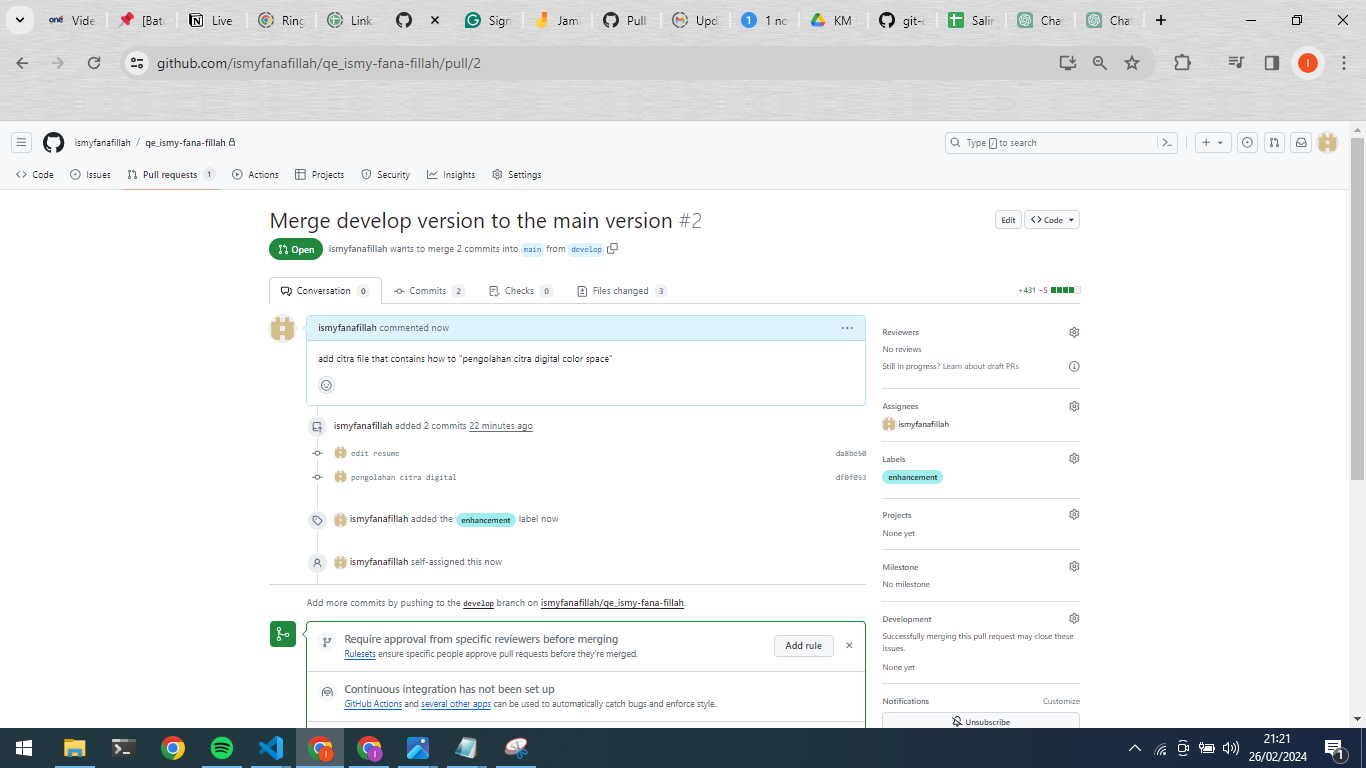 Vide
[Bate
Live
Ring
Link
Sign
Jam
Pull
Upd
1 no
KM
git-c
Salin
Cha
Cha
github.com/ismyfanafillah/qe_ismy-fana-fillah/pull/2
I
ismyfanafillah / qe_ismy-fana-fillah
Type / to search
Code
Issues
Pull requests 1
Actions
Projects
Security
Insights
Settings
Merge develop version to the main version #2
Edit
Code
Open
ismyfanafillah wants to merge 2 commits into main from develop
Conversation 0
Commits 2
Checks 0
Files changed 3
+431 −5
ismyfanafillah commented now
add citra file that contains how to "pengolahan citra digital color space"
ismyfanafillah added 2 commits 22 minutes ago
edit resume da8be50
pengolahan citra digital df0f053
ismyfanafillah added the enhancement label now
ismyfanafillah self-assigned this now
Add more commits by pushing to the develop branch on ismyfanafillah/qe_ismy-fana-fillah.
Require approval from specific reviewers before merging
Rulesets ensure specific people approve pull requests before they're merged.
Add rule
Continuous integration has not been set up
GitHub Actions and several other apps can be used to automatically catch bugs and enforce style.
Reviewers
No reviews
Still in progress? Learn about draft PRs
Assignees
ismyfanafillah
Labels
enhancement
Projects
None yet
Milestone
No milestone
Development
Successfully merging this pull request may close these
issues.
None yet
Notifications
Customize
Unsubscribe
21:21
26/02/2024
1